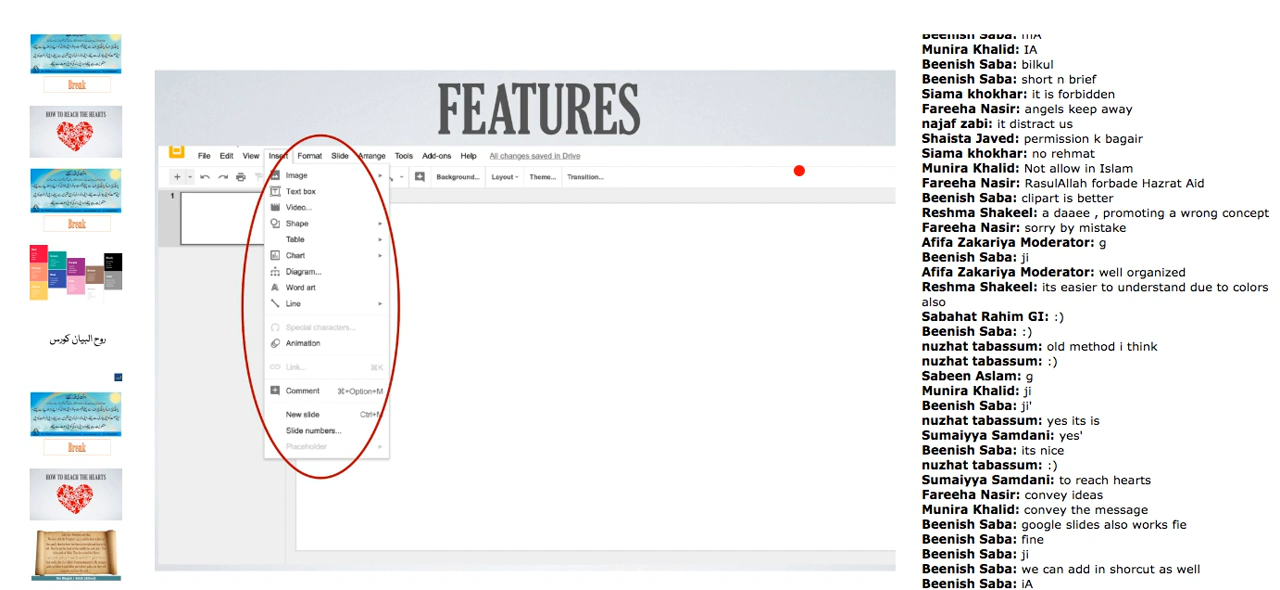 Break
HOW TO REACH THE HEARTS
Break
روح البیان کورس
Break
HOW TO REACH THE HEARTS
FEATURES
File Edit View Insert Format Slide Arrange Tools Add-ons Help All changes saved in Drive
Background... Layout Theme... Transition...
1
Image
Text box
Video...
Shape
Table
Chart
Diagram...
Word art
Line
Special characters...
Animation
Link... ⌘K
Comment ⌘+Option+M
New slide
Slide numbers...
Placeholder
Beenish Saba: mA
Munira Khalid: IA
Beenish Saba: bilkul
Beenish Saba: short n brief
Siama khokhar: it is forbidden
Fareeha Nasir: angels keep away
najaf zabi: it distract us
Shaista Javed: permission k bagair
Siama khokhar: no rehmat
Munira Khalid: Not allow in Islam
Fareeha Nasir: RasulAllah forbade Hazrat Aid
Beenish Saba: clipart is better
Reshma Shakeel: a daaee , promoting a wrong concept
Fareeha Nasir: sorry by mistake
Afifa Zakariya Moderator: g
Beenish Saba: ji
Afifa Zakariya Moderator: well organized
Reshma Shakeel: its easier to understand due to colors
also
Sabahat Rahim GI: :)
Beenish Saba: :)
nuzhat tabassum: old method i think
nuzhat tabassum: :)
Sabeen Aslam: g
Munira Khalid: ji
Beenish Saba: ji'
nuzhat tabassum: yes its is
Sumaiyya Samdani: yes'
Beenish Saba: its nice
nuzhat tabassum: :)
Sumaiyya Samdani: to reach hearts
Fareeha Nasir: convey ideas
Munira Khalid: convey the message
Beenish Saba: google slides also works fie
Beenish Saba: fine
Beenish Saba: ji
Beenish Saba: we can add in shorcut as well
Beenish Saba: iA